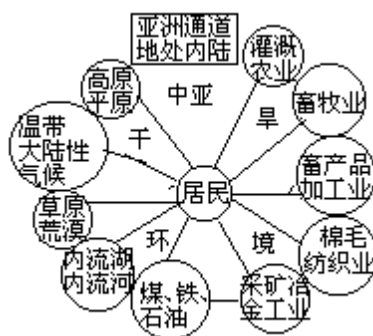 亚洲通道
地处内陆
灌溉
农业
高原
平原
中亚
畜牧业
干
旱
温带
大陆性
气候
畜产品
加工业
居民
草原
荒漠
环
境
棉毛
纺织业
内流湖
内流河
煤、铁、
石油
采矿冶
金工业